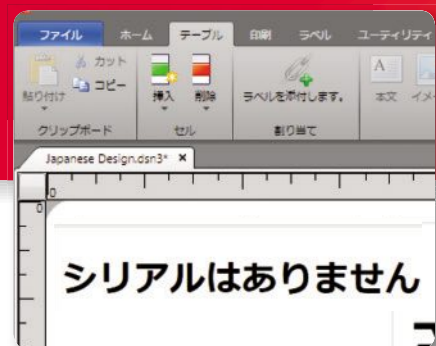 ファイル ホーム テーブル 印刷 ラベル ユーティリティ
カット
コピー
貼り付け 挿入 削除 ラベルを添付します。 本文 イメ
クリップボード セル 割り当て
Japanese Design.dsn3* ×
0
0
シリアルはありません